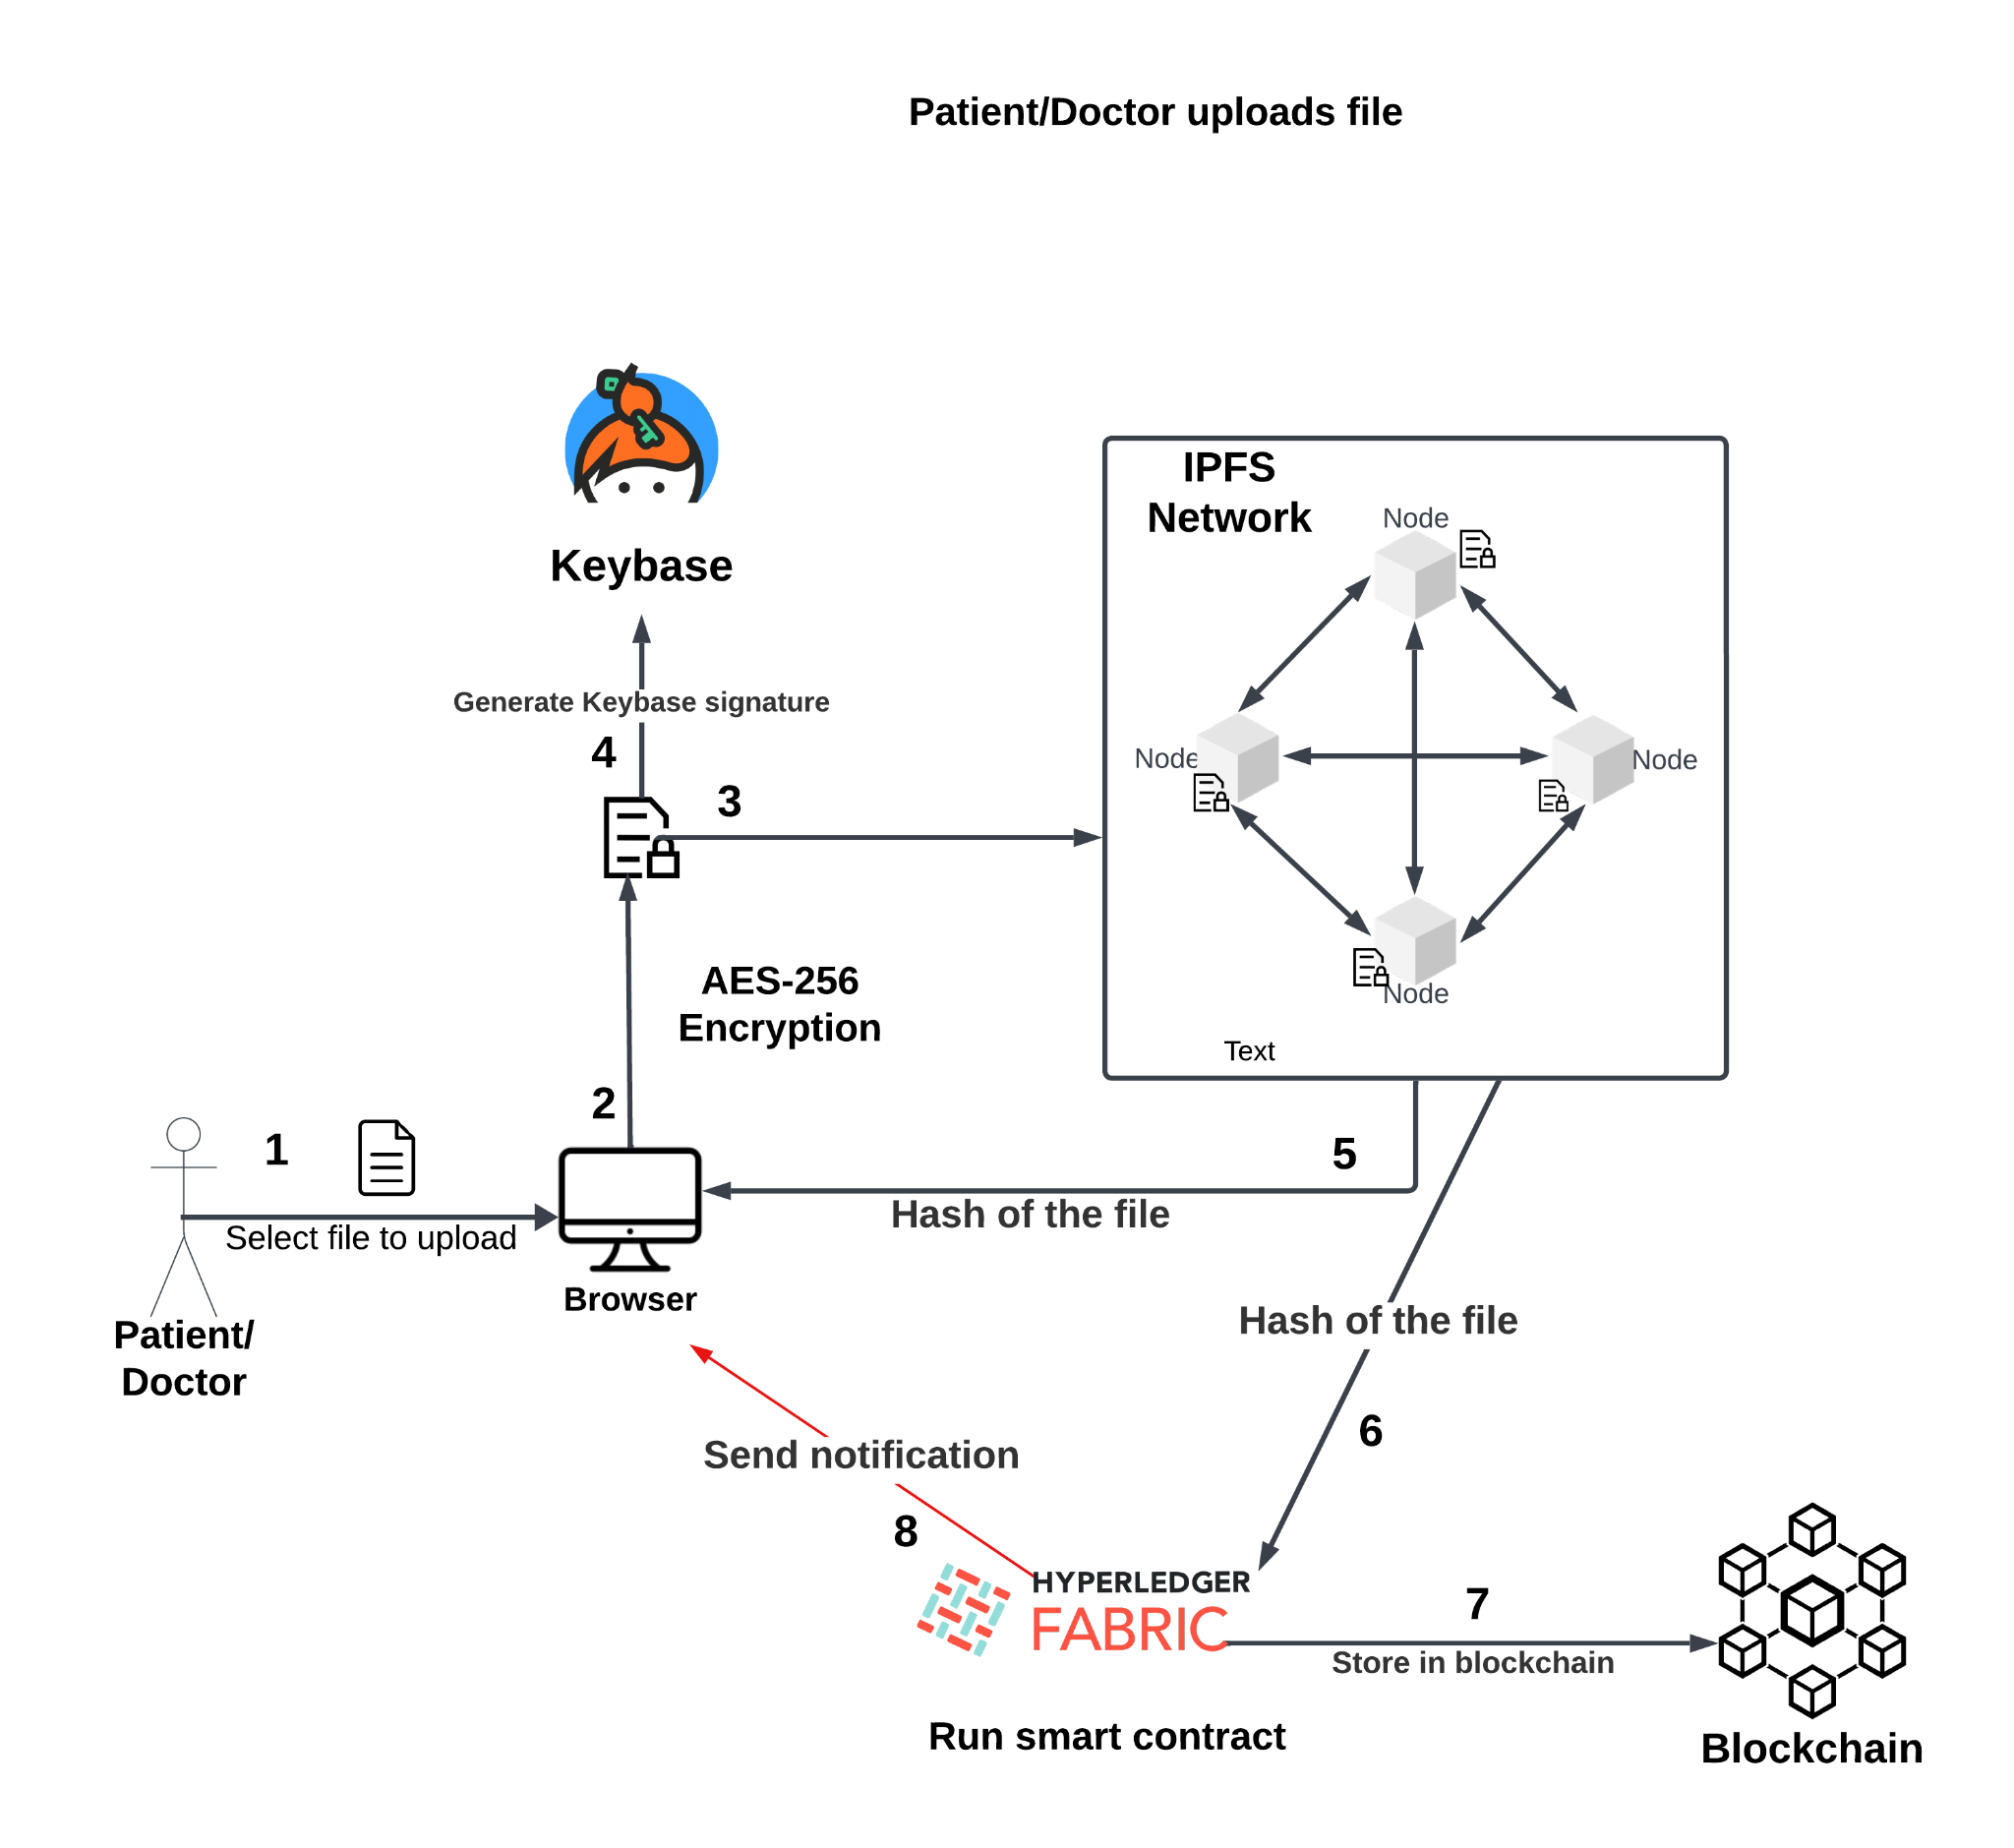 Patient/Doctor uploads file
Keybase
Generate Keybase signature
4
3
IPFS
Network
Node
Node
Node
Node
Text
AES-256
Encryption
2
1
Select file to upload
Patient/
Doctor
Browser
5
Hash of the file
Hash of the file
6
Send notification
8
HYPERLEDGER
FABRIC
7
Store in blockchain
Run smart contract
Blockchain